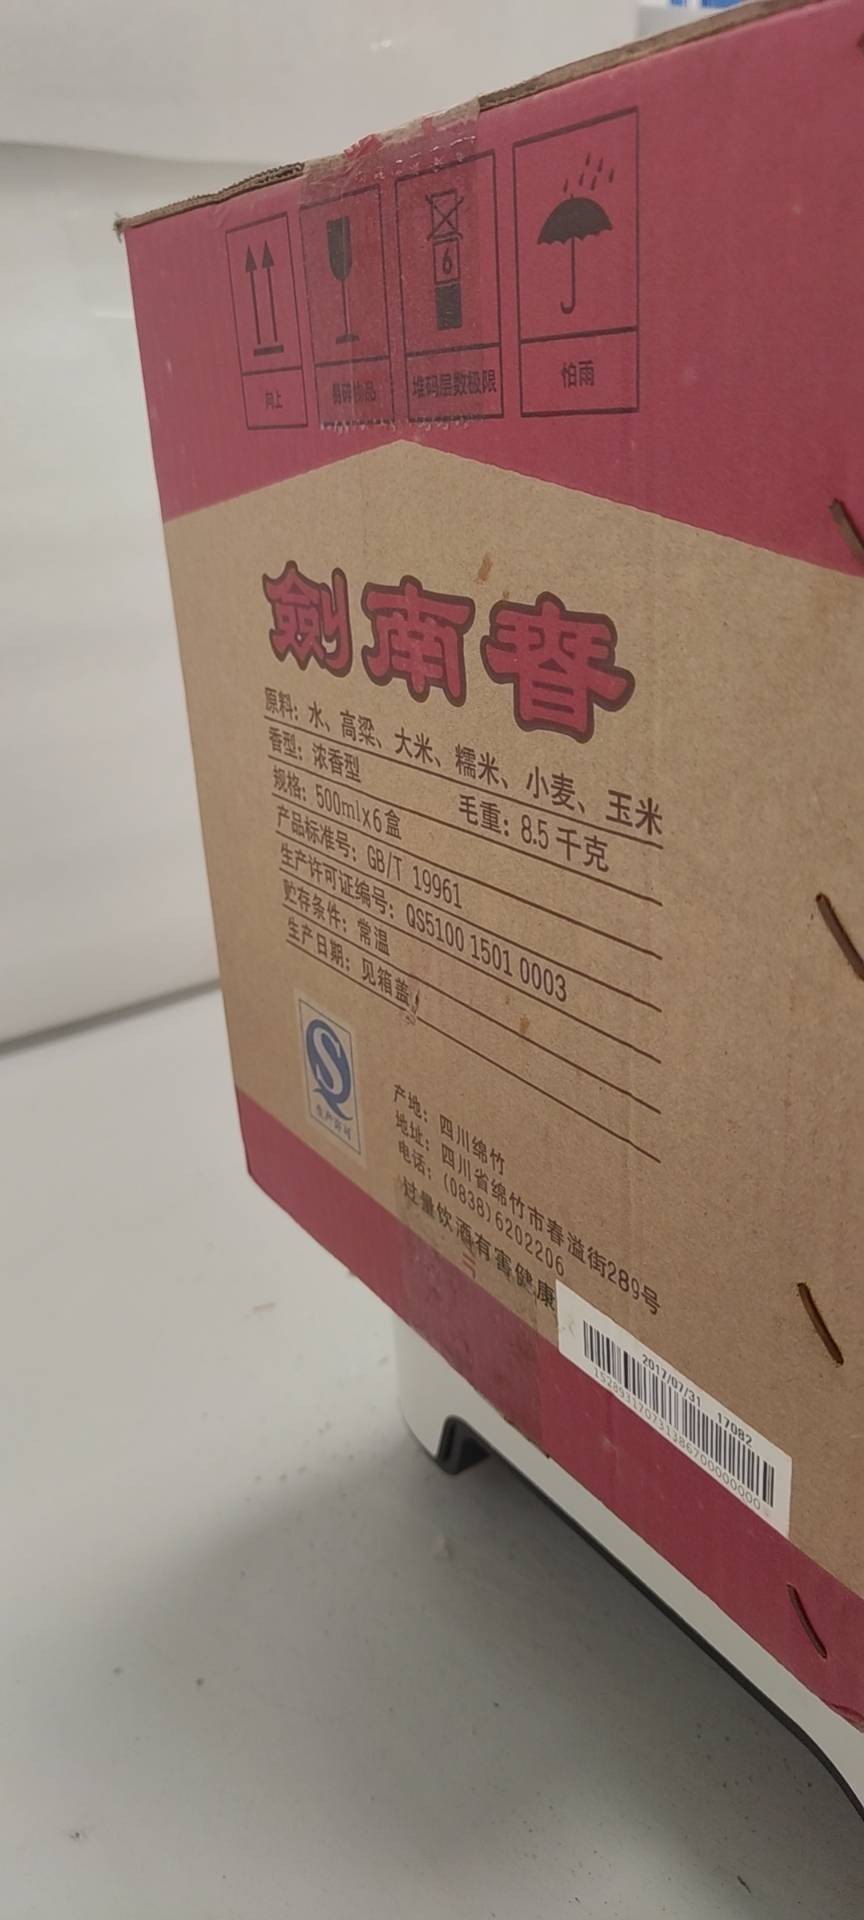 6
向上
易碎物品
堆码层数极限
怕雨
劍南春
原料：水、高粱、大米、糯米、小麦、玉米
香型：浓香型 毛重：8.5千克
规格：500ml×6盒
产品标准号：GB/T 19961
生产许可证编号：QS5100 1501 0003
贮存条件：常温
生产日期：见箱盖
生产许可
产地：四川绵竹
地址：四川省绵竹市春溢街289号
电话：(0838)6202206
过量饮酒有害健康
2017/07/31 17082